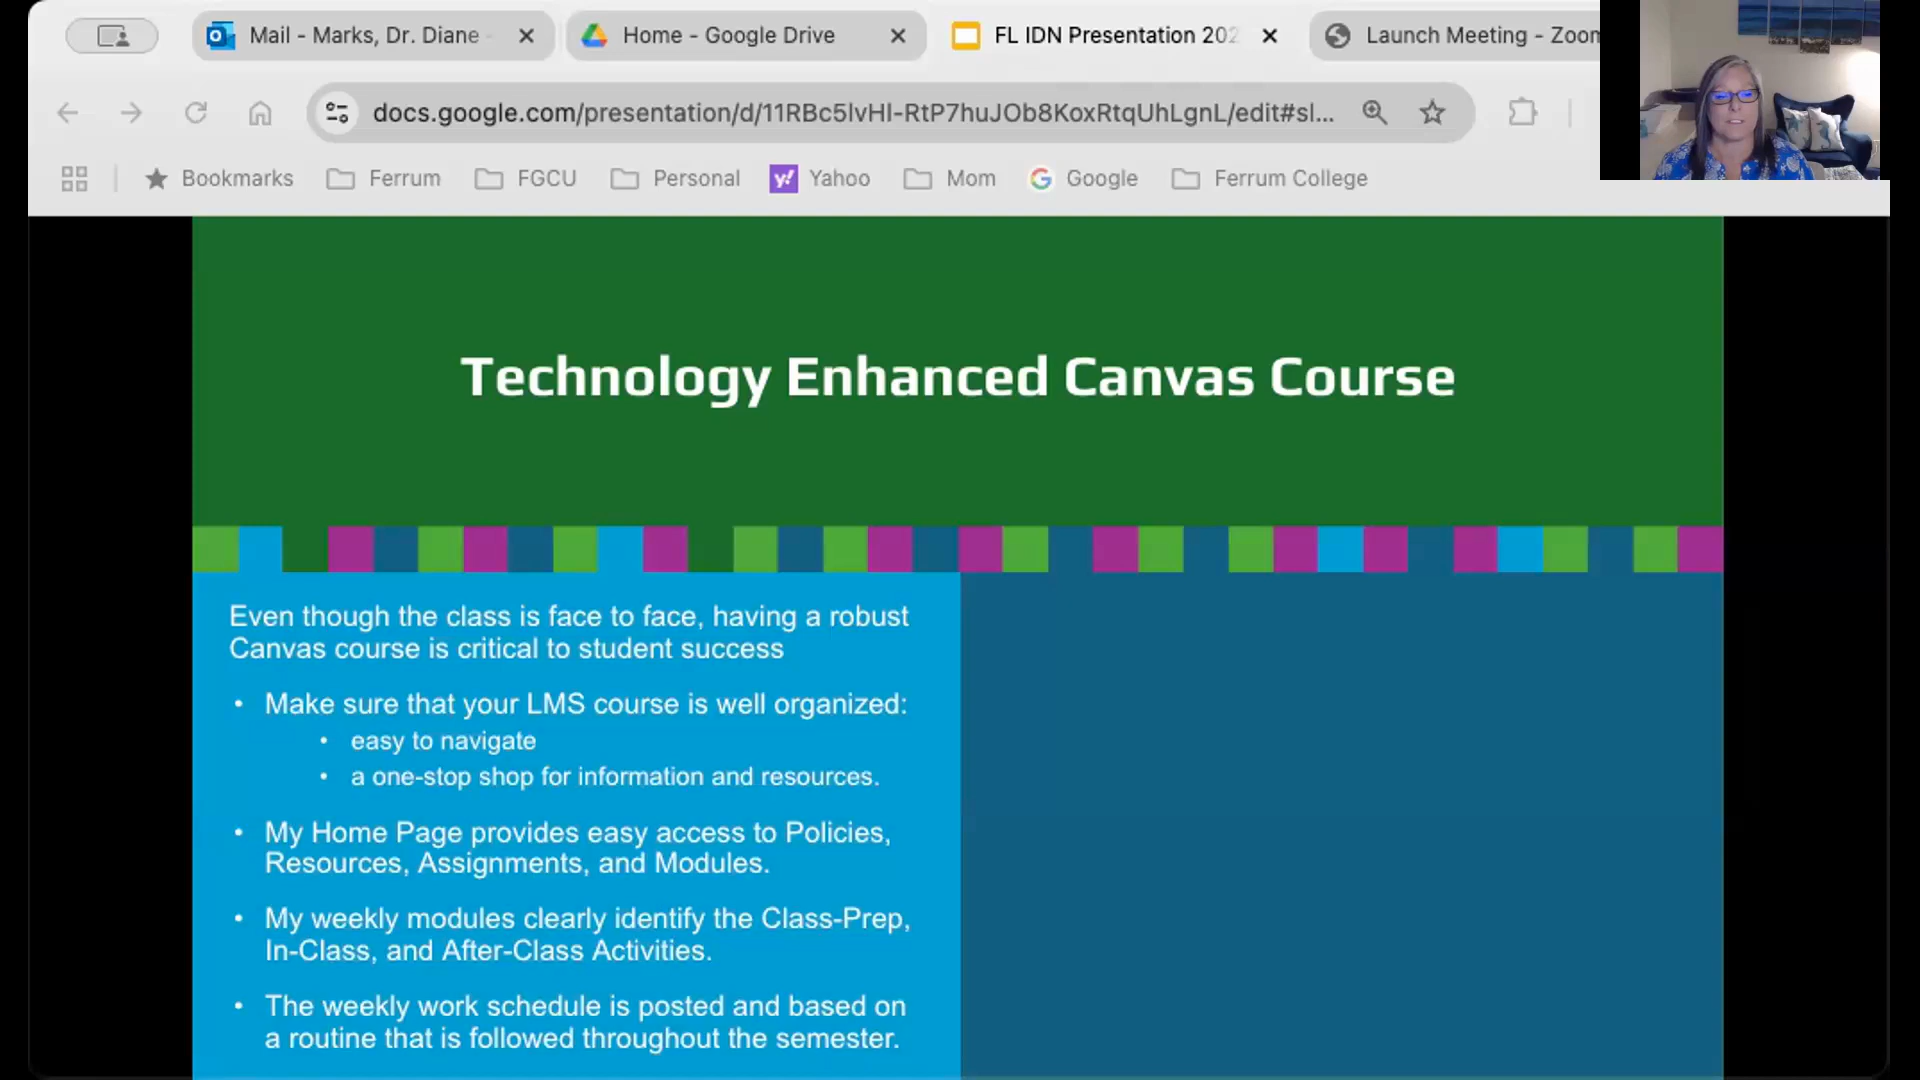 Mail - Marks, Dr. Diane
Home - Google Drive
FL IDN Presentation 202
Launch Meeting - Zoom
docs.google.com/presentation/d/11RBc5lvHl-RtP7huJOb8KoxRtqUhLgnL/edit#sl...
Bookmarks
Ferrum
FGCU
Personal
Yahoo
Mom
Google
Ferrum College
Technology Enhanced Canvas Course
Even though the class is face to face, having a robust
Canvas course is critical to student success
• Make sure that your LMS course is well organized:
• easy to navigate
• a one-stop shop for information and resources.
• My Home Page provides easy access to Policies,
Resources, Assignments, and Modules.
• My weekly modules clearly identify the Class-Prep,
In-Class, and After-Class Activities.
• The weekly work schedule is posted and based on
a routine that is followed throughout the semester.